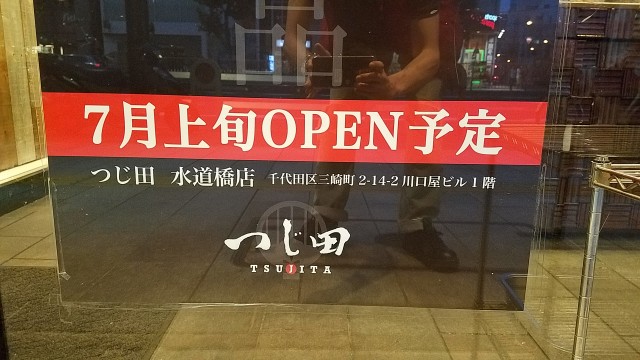 品
7月上旬OPEN予定
つじ田 水道橋店 千代田区三崎町 2-14-2 川口屋ビル 1 階
つじ田
TSUJITA